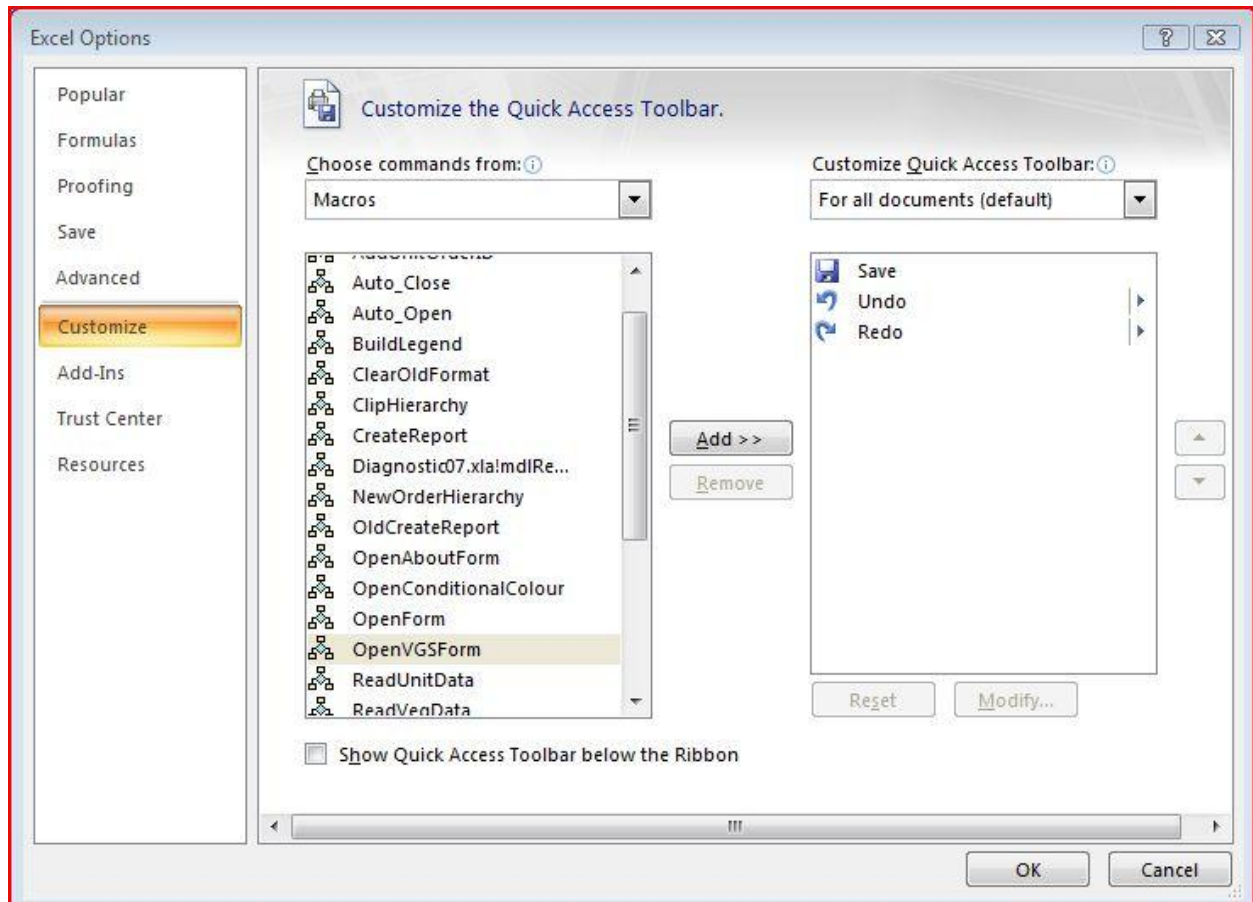 Excel Options
Popular
Formulas
Proofing
Save
Advanced
Customize
Add-Ins
Trust Center
Resources
Customize the Quick Access Toolbar.
Choose commands from:
Macros
Auto_Close
Auto_Open
BuildLegend
ClearOldFormat
ClipHierarchy
CreateReport
Diagnostic07.xla!mdlRe...
NewOrderHierarchy
OldCreateReport
OpenAboutForm
OpenConditionalColour
OpenForm
OpenVGSForm
ReadUnitData
ReadVegData
Show Quick Access Toolbar below the Ribbon
Add >>
Remove
Customize Quick Access Toolbar:
For all documents (default)
Save
Undo
Redo
Reset
Modify...
OK
Cancel